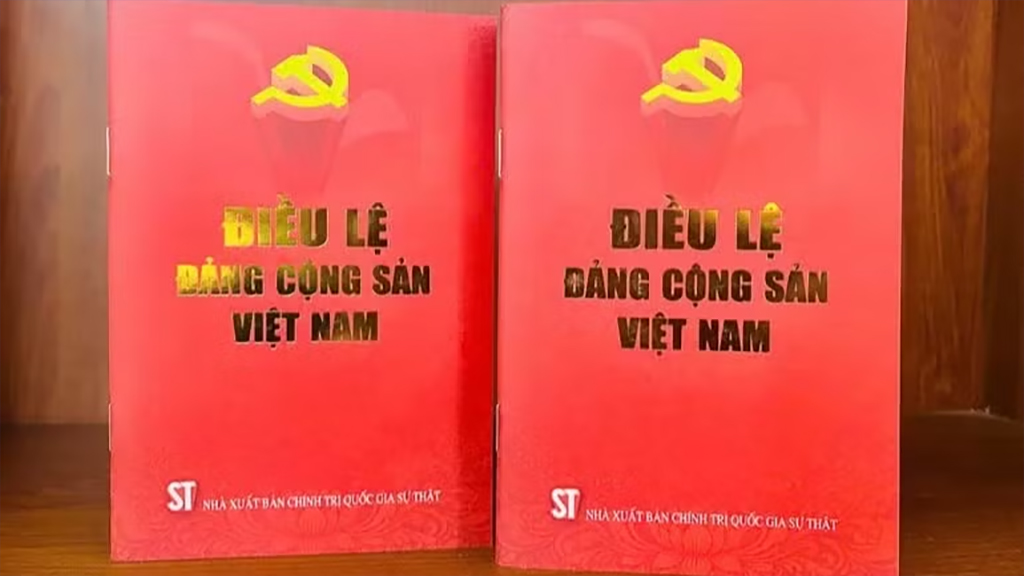 ĐIỀU LỆ
ĐẢNG CỘNG SẢN
VIỆT NAM
ST NHÀ XUẤT BẢN CHÍNH TRỊ QUỐC GIA SỰ THẬT
ĐIỀU LỆ
ĐẢNG CỘNG SẢN
VIỆT NAM
ST NHÀ XUẤT BẢN CHÍNH TRỊ QUỐC GIA SỰ THẬT